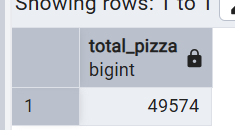 Showing rows: 1 to 1
total_pizza
bigint
1
49574